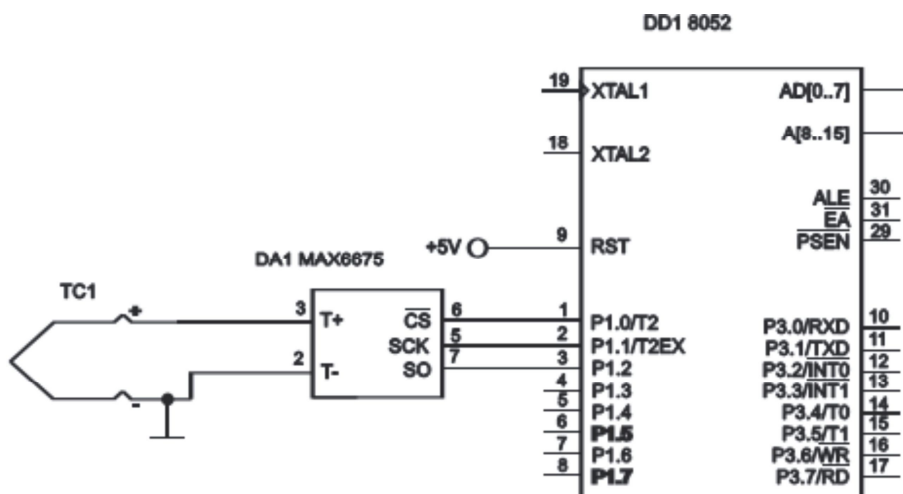 DD1 8052
19 XTAL1 AD[0..7]
A[8..15]
18 XTAL2
ALE 30
EA 31
PSEN 29
+5V 9 RST
DA1 MAX6675
TC1
+ 3 T+ CS 6 1 P1.0/T2 P3.0/RXD 10
SCK 5 2 P1.1/T2EX P3.1/TXD 11
2 T- SO 7 3 P1.2 P3.2/INT0 12
4 P1.3 P3.3/INT1 13
- 5 P1.4 P3.4/T0 14
6 P1.5 P3.5/T1 15
7 P1.6 P3.6/WR 16
8 P1.7 P3.7/RD 17